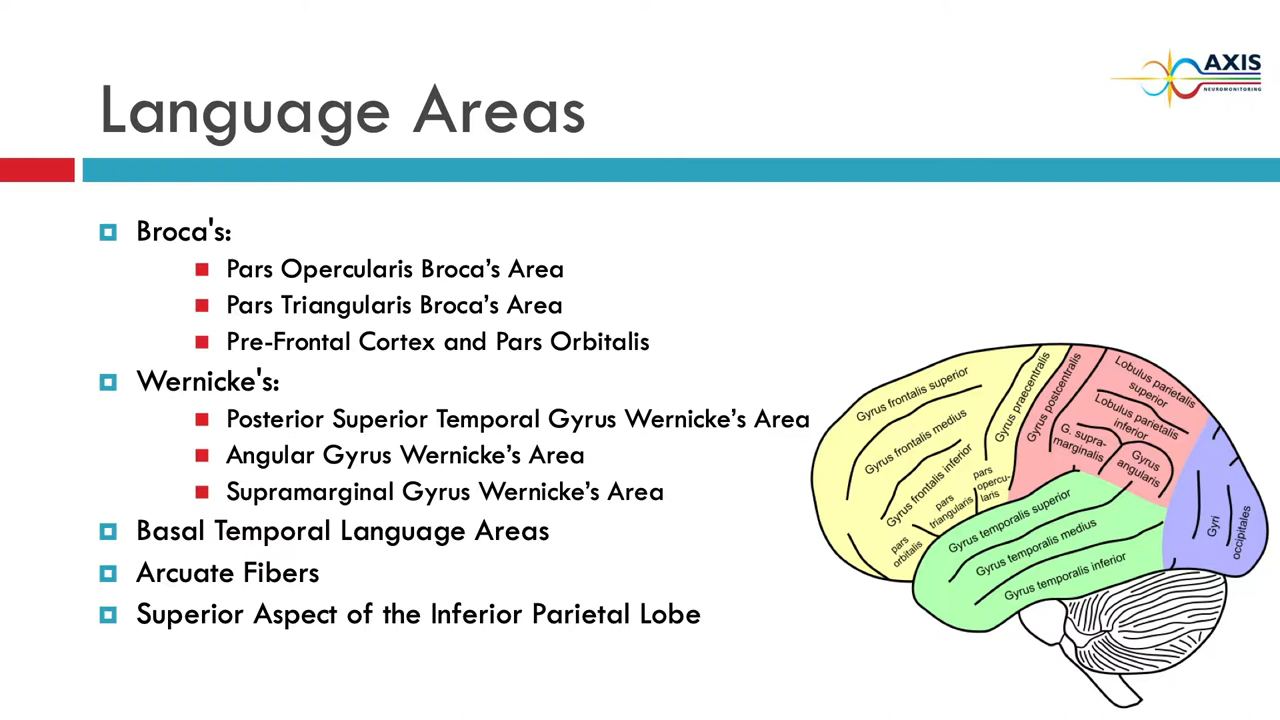 AXIS
NEUROMONITORING
Language Areas
Broca's:
Pars Opercularis Broca’s Area
Pars Triangularis Broca’s Area
Pre-Frontal Cortex and Pars Orbitalis
Wernicke's:
Posterior Superior Temporal Gyrus Wernicke’s Area
Angular Gyrus Wernicke’s Area
Supramarginal Gyrus Wernicke’s Area
Basal Temporal Language Areas
Arcuate Fibers
Superior Aspect of the Inferior Parietal Lobe
Gyrus frontalis superior
Gyrus frontalis medius
Gyrus frontalis inferior
pars
orbitalis
pars
triangularis
pars
opercu-
laris
Gyrus praecentralis
Gyrus postcentralis
Lobulus parietalis
superior
Lobulus parietalis
inferior
G. supra-
marginalis
Gyrus
angularis
Gyrus temporalis superior
Gyrus temporalis medius
Gyrus temporalis inferior
Gyri
occipitales